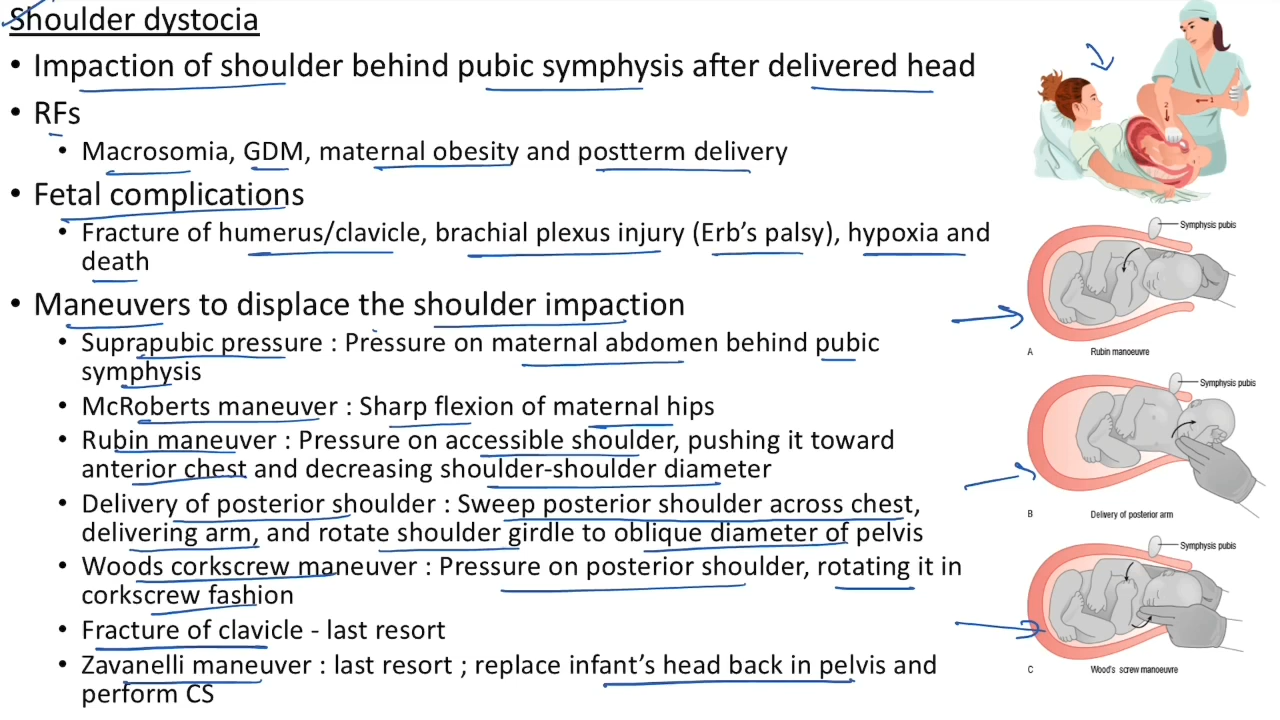 Shoulder dystocia
• Impaction of shoulder behind pubic symphysis after delivered head
• RFs
• Macrosomia, GDM, maternal obesity and postterm delivery
• Fetal complications
• Fracture of humerus/clavicle, brachial plexus injury (Erb's palsy), hypoxia and
death
• Maneuvers to displace the shoulder impaction
• Suprapubic pressure : Pressure on maternal abdomen behind pubic
symphysis
• McRoberts maneuver : Sharp flexion of maternal hips
• Rubin maneuver : Pressure on accessible shoulder, pushing it toward
anterior chest and decreasing shoulder-shoulder diameter
• Delivery of posterior shoulder : Sweep posterior shoulder across chest,
delivering arm, and rotate shoulder girdle to oblique diameter of pelvis
• Woods corkscrew maneuver : Pressure on posterior shoulder, rotating it in
corkscrew fashion
• Fracture of clavicle - last resort
• Zavanelli maneuver : last resort ; replace infant's head back in pelvis and
perform CS
1
2
Symphysis pubis
A Rubin manoeuvre
Symphysis pubis
B Delivery of posterior arm
Symphysis pubis
C Wood's screw manoeuvre